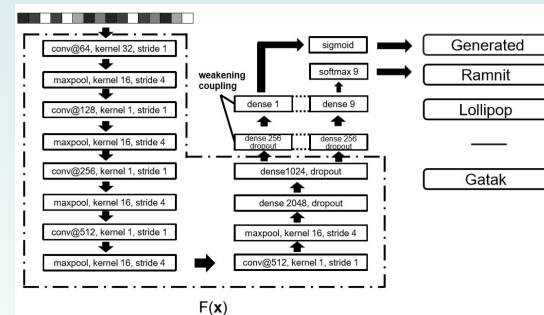 conv@64, kernel 32, stride 1
maxpool, kernel 16, stride 4
conv@128, kernel 1, stride 1
maxpool, kernel 16, stride 4
conv@256, kernel 1, stride 1
maxpool, kernel 16, stride 4
conv@512, kernel 1, stride 1
maxpool, kernel 16, stride 4
conv@512, kernel 1, stride 1
maxpool, kernel 16, stride 4
dense 2048, dropout
dense1024, dropout
dense 256
dropout
dense 256
dropout
weakening
coupling
dense 1
dense 9
softmax 9
sigmoid
Generated
Ramnit
Lollipop
Gatak
F(x)